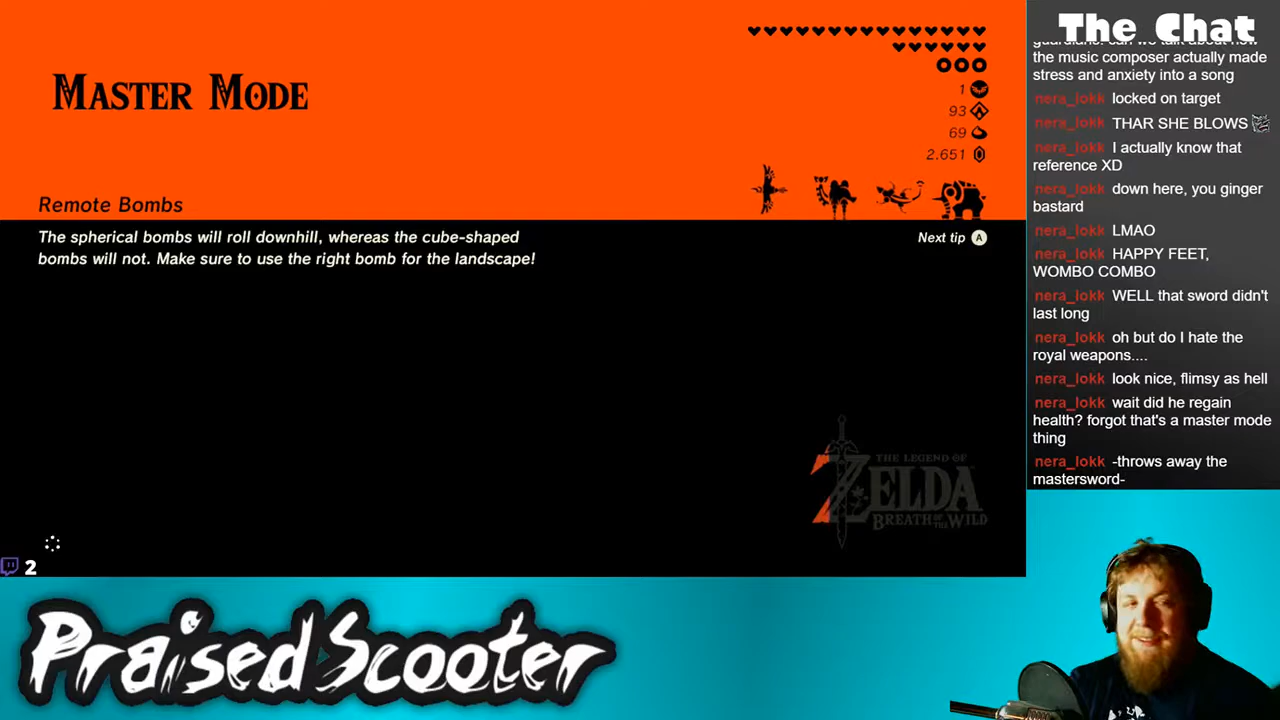 MASTER MODE
1
93
69
2.651
Remote Bombs
The spherical bombs will roll downhill, whereas the cube-shaped
bombs will not. Make sure to use the right bomb for the landscape!
Next tip A
THE LEGEND OF
ZELDA
BREATH OF THE WILD
2
PraisedScooter
The Chat
the music composer actually made
stress and anxiety into a song
nera_lokk locked on target
nera_lokk THAR SHE BLOWS
nera_lokk I actually know that
reference XD
nera_lokk down here, you ginger
bastard
nera_lokk LMAO
nera_lokk HAPPY FEET,
WOMBO COMBO
nera_lokk WELL that sword didn't
last long
nera_lokk oh but do I hate the
royal weapons....
nera_lokk look nice, flimsy as hell
nera_lokk wait did he regain
health? forgot that's a master mode
thing
nera_lokk -throws away the
mastersword-